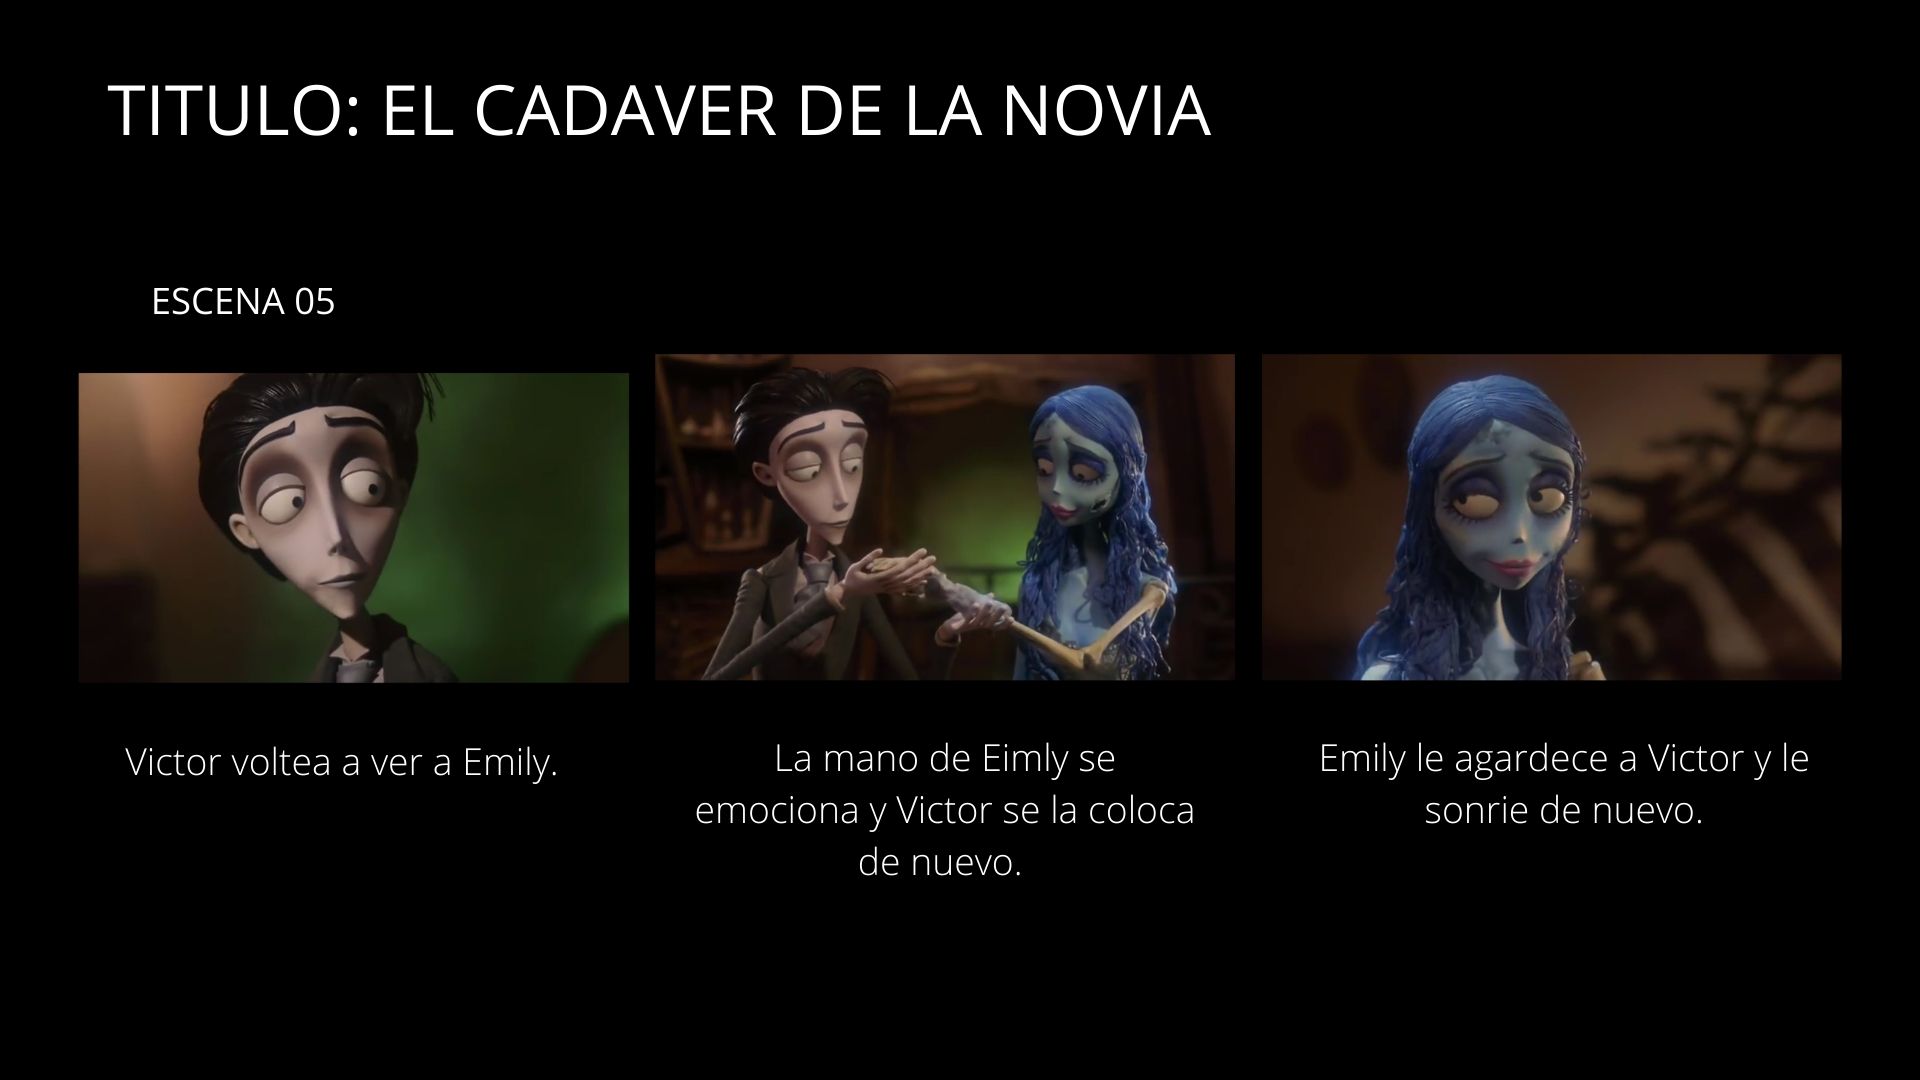 TITULO: EL CADAVER DE LA NOVIA
ESCENA 05
Victor voltea a ver a Emily.
La mano de Eimly se
emociona y Victor se la coloca
de nuevo.
Emily le agardece a Victor y le
sonrie de nuevo.